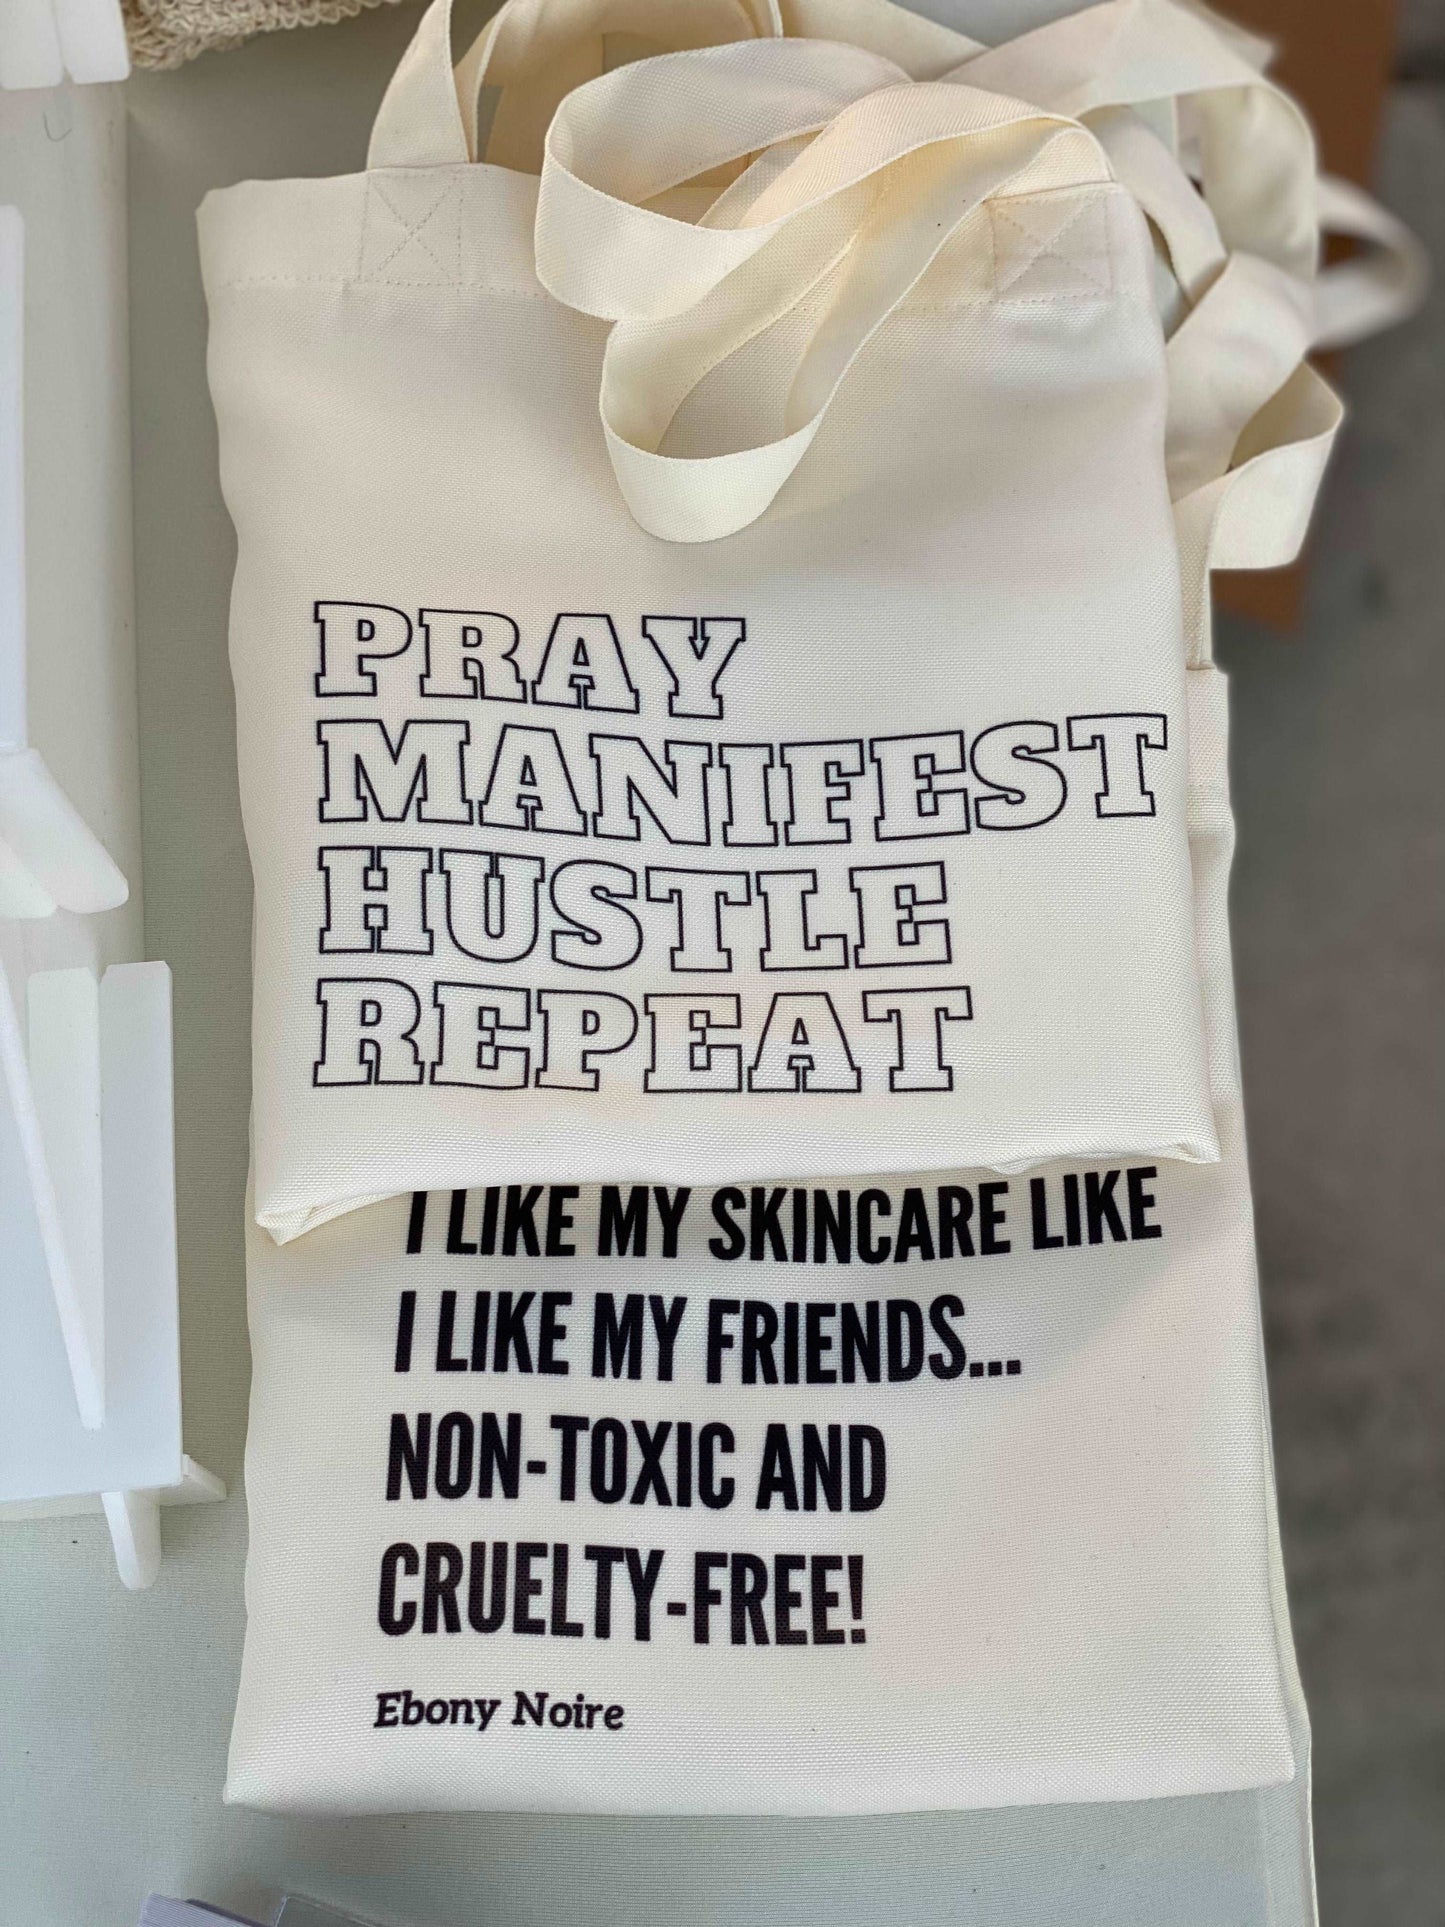 PRAY
MANIFEST
HUSTLE
REPEAT
I LIKE MY SKINCARE LIKE
I LIKE MY FRIENDS...
NON-TOXIC AND
CRUELTY-FREE!
Ebony Noire